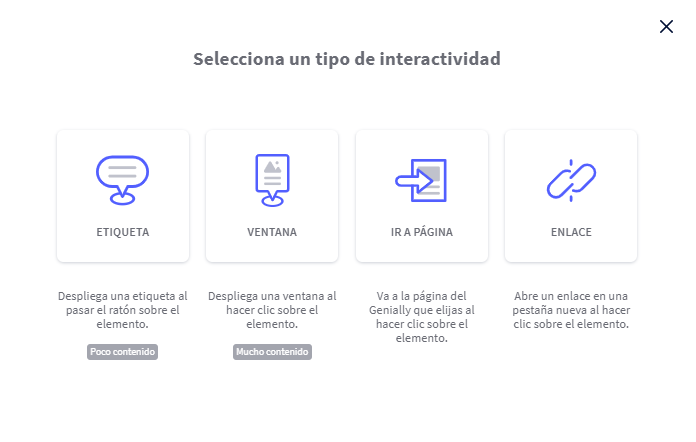 Selecciona un tipo de interactividad
ETIQUETA
Despliega una etiqueta al
pasar el ratón sobre el
elemento.
Poco contenido
VENTANA
Despliega una ventana al
hacer clic sobre el
elemento.
Mucho contenido
IR A PÁGINA
Va a la página del
Genially que elijas al
hacer clic sobre el
elemento.
ENLACE
Abre un enlace en una
pestaña nueva al hacer
clic sobre el elemento.